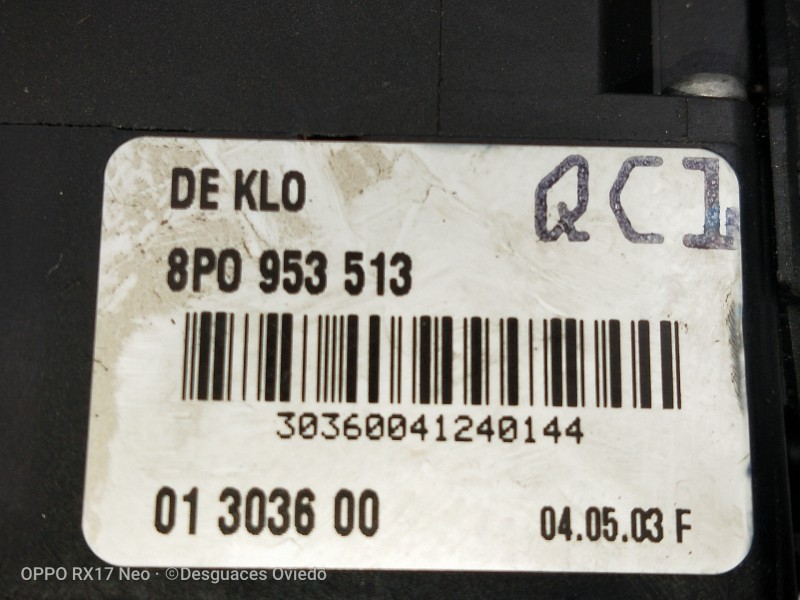 DE KLO
QC1
8P0 953 513
30360041240144
01 3036 00
04.05.03 F
OPPO RX17 Neo · ©Desguaces Oviedo